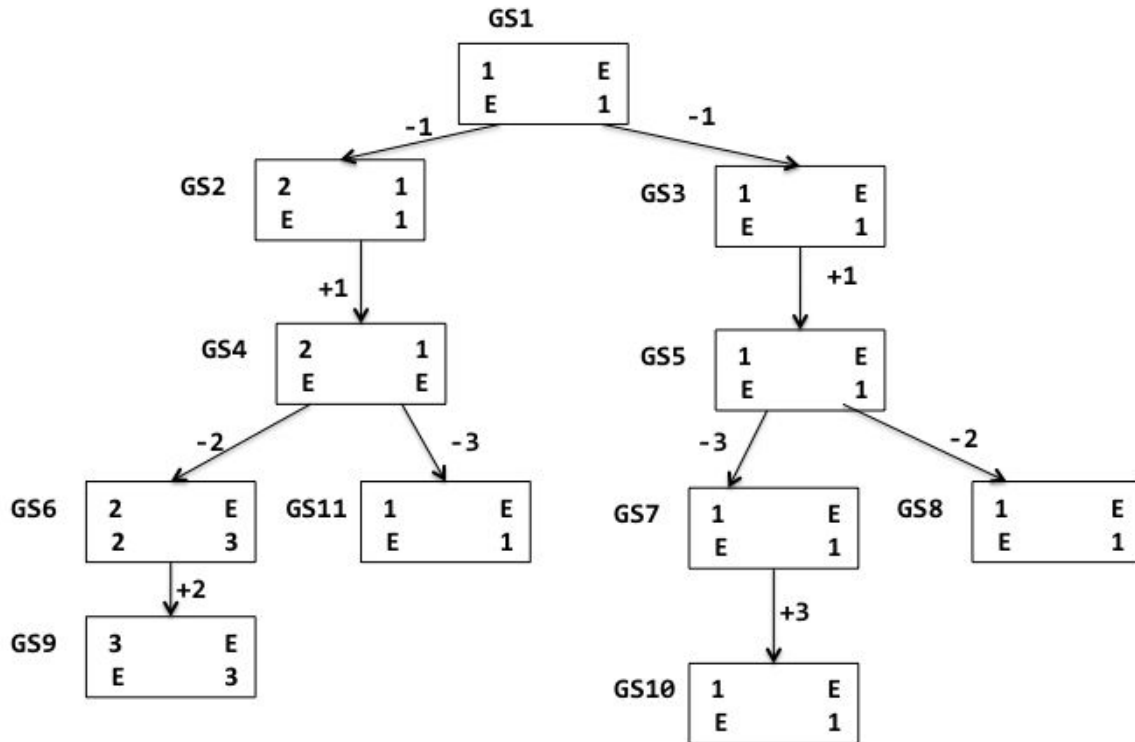 GS1
1 E
E 1
-1 -1
GS2 2 1
E 1
GS3 1 E
E 1
+1 +1
GS4 2 1
E E
GS5 1 E
E 1
-2 -3 -3 -2
GS6 2 E
2 3
GS11 1 E
E 1
GS7 1 E
E 1
GS8 1 E
E 1
+2 +3
GS9 3 E
E 3
GS10 1 E
E 1